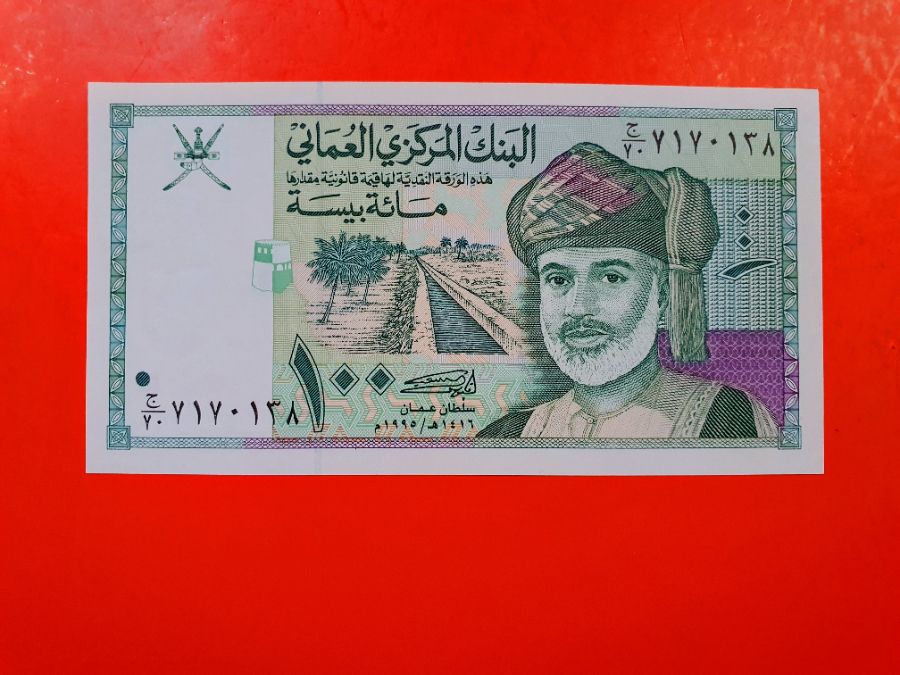 البنك المركزي العماني
هذه الورقة النقدية لها قيمة قانونية مقدارها
مائة بيسة
ج/٧٠ ٧١٧٠١٣٨
١٠٠
ج/٧٠ ٧١٧٠١٣٨
١٠٠
سلطان عمان
١٤١٦هـ/١٩٩٥م